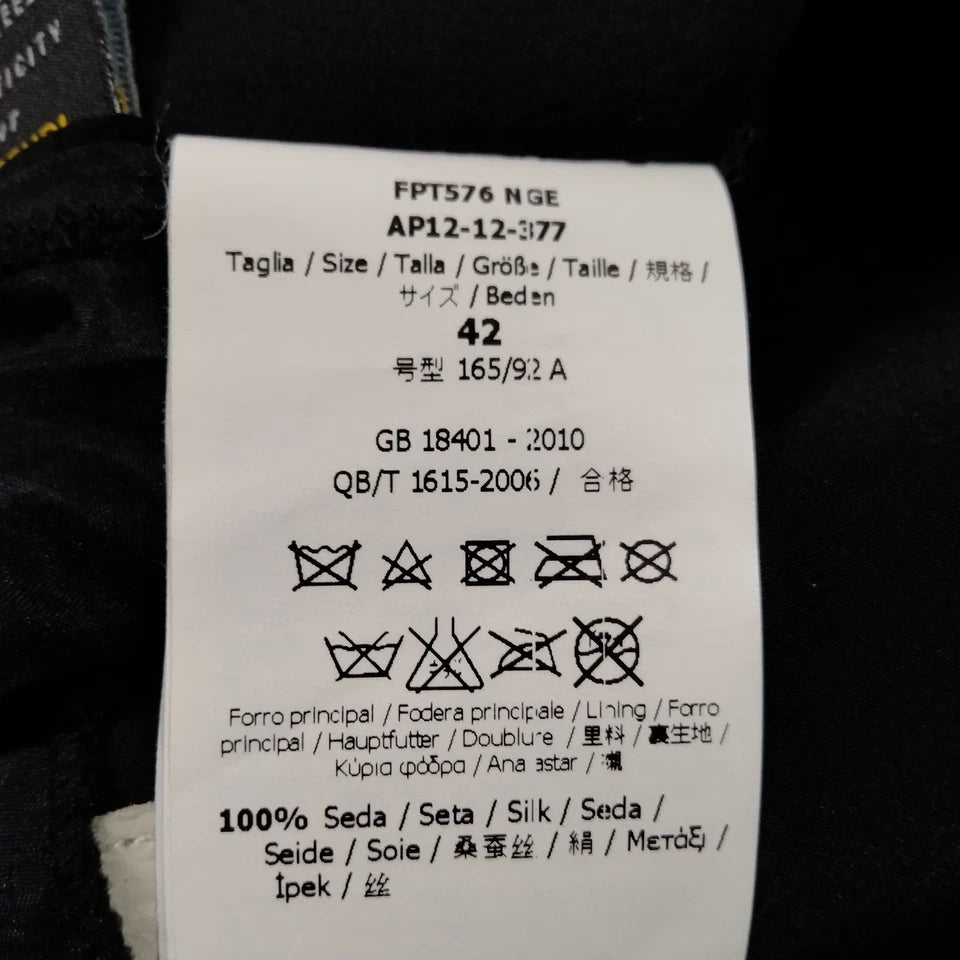 ICITY
FPT576 NGE
AP12-12-377
Taglia / Size / Talla / Größe / Taille / 規格 /
サイズ / Beden
42
号型 165/92 A
GB 18401 - 2010
QB/T 1615-2006 / 合格
Forro principal / Fodera principale / Lining / Forro
principal / Hauptfutter / Doublure / 里料 / 裏生地 /
Κύρια φόδρα / Ana astar /
100% Seda / Seta / Silk / Seda /
Seide / Soie / 桑蚕丝 / 絹 / Μετάξι /
İpek / 丝